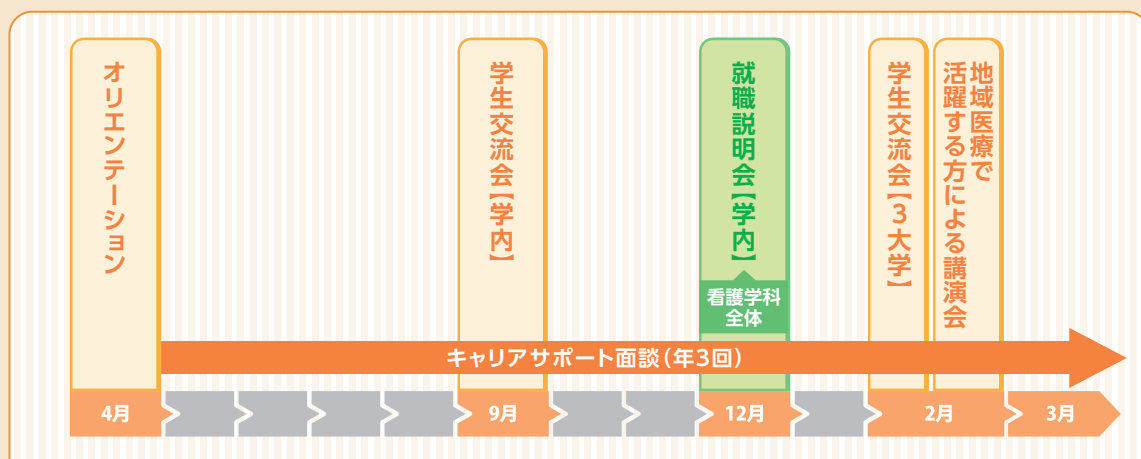 オリエンテーション
学生交流会【学内】
就職説明会【学内】
看護学科
全体
学生交流会【3大学】
地域医療で
活躍する方による講演会
キャリアサポート面談(年3回)
4月
9月
12月
2月
3月